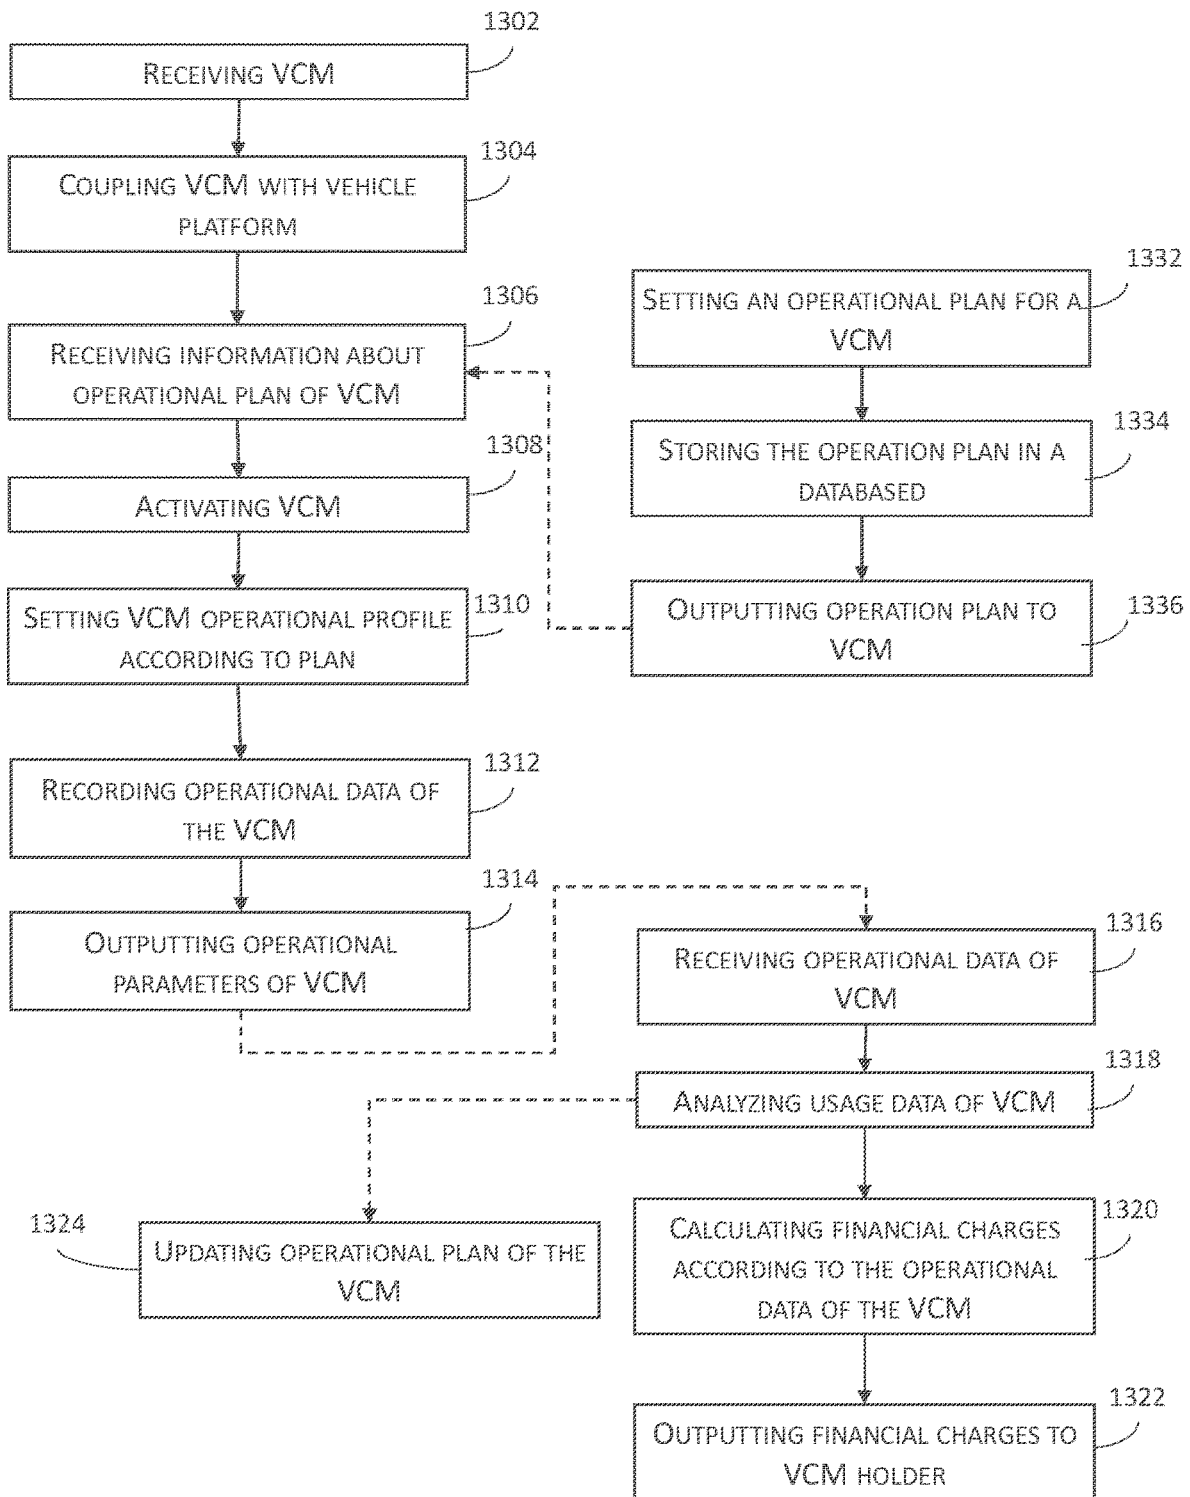 1302
RECEIVING VCM
1304
COUPLING VCM WITH VEHICLE
PLATFORM
1306
RECEIVING INFORMATION ABOUT
OPERATIONAL PLAN OF VCM
1308
ACTIVATING VCM
1310
SETTING VCM OPERATIONAL PROFILE
ACCORDING TO PLAN
1312
RECORDING OPERATIONAL DATA OF
THE VCM
1314
OUTPUTTING OPERATIONAL
PARAMETERS OF VCM
1332
SETTING AN OPERATIONAL PLAN FOR A
VCM
1334
STORING THE OPERATION PLAN IN A
DATABASED
1336
OUTPUTTING OPERATION PLAN TO
VCM
1316
RECEIVING OPERATIONAL DATA OF
VCM
1318
ANALYZING USAGE DATA OF VCM
1324
UPDATING OPERATIONAL PLAN OF THE
VCM
1320
CALCULATING FINANCIAL CHARGES
ACCORDING TO THE OPERATIONAL
DATA OF THE VCM
1322
OUTPUTTING FINANCIAL CHARGES TO
VCM HOLDER